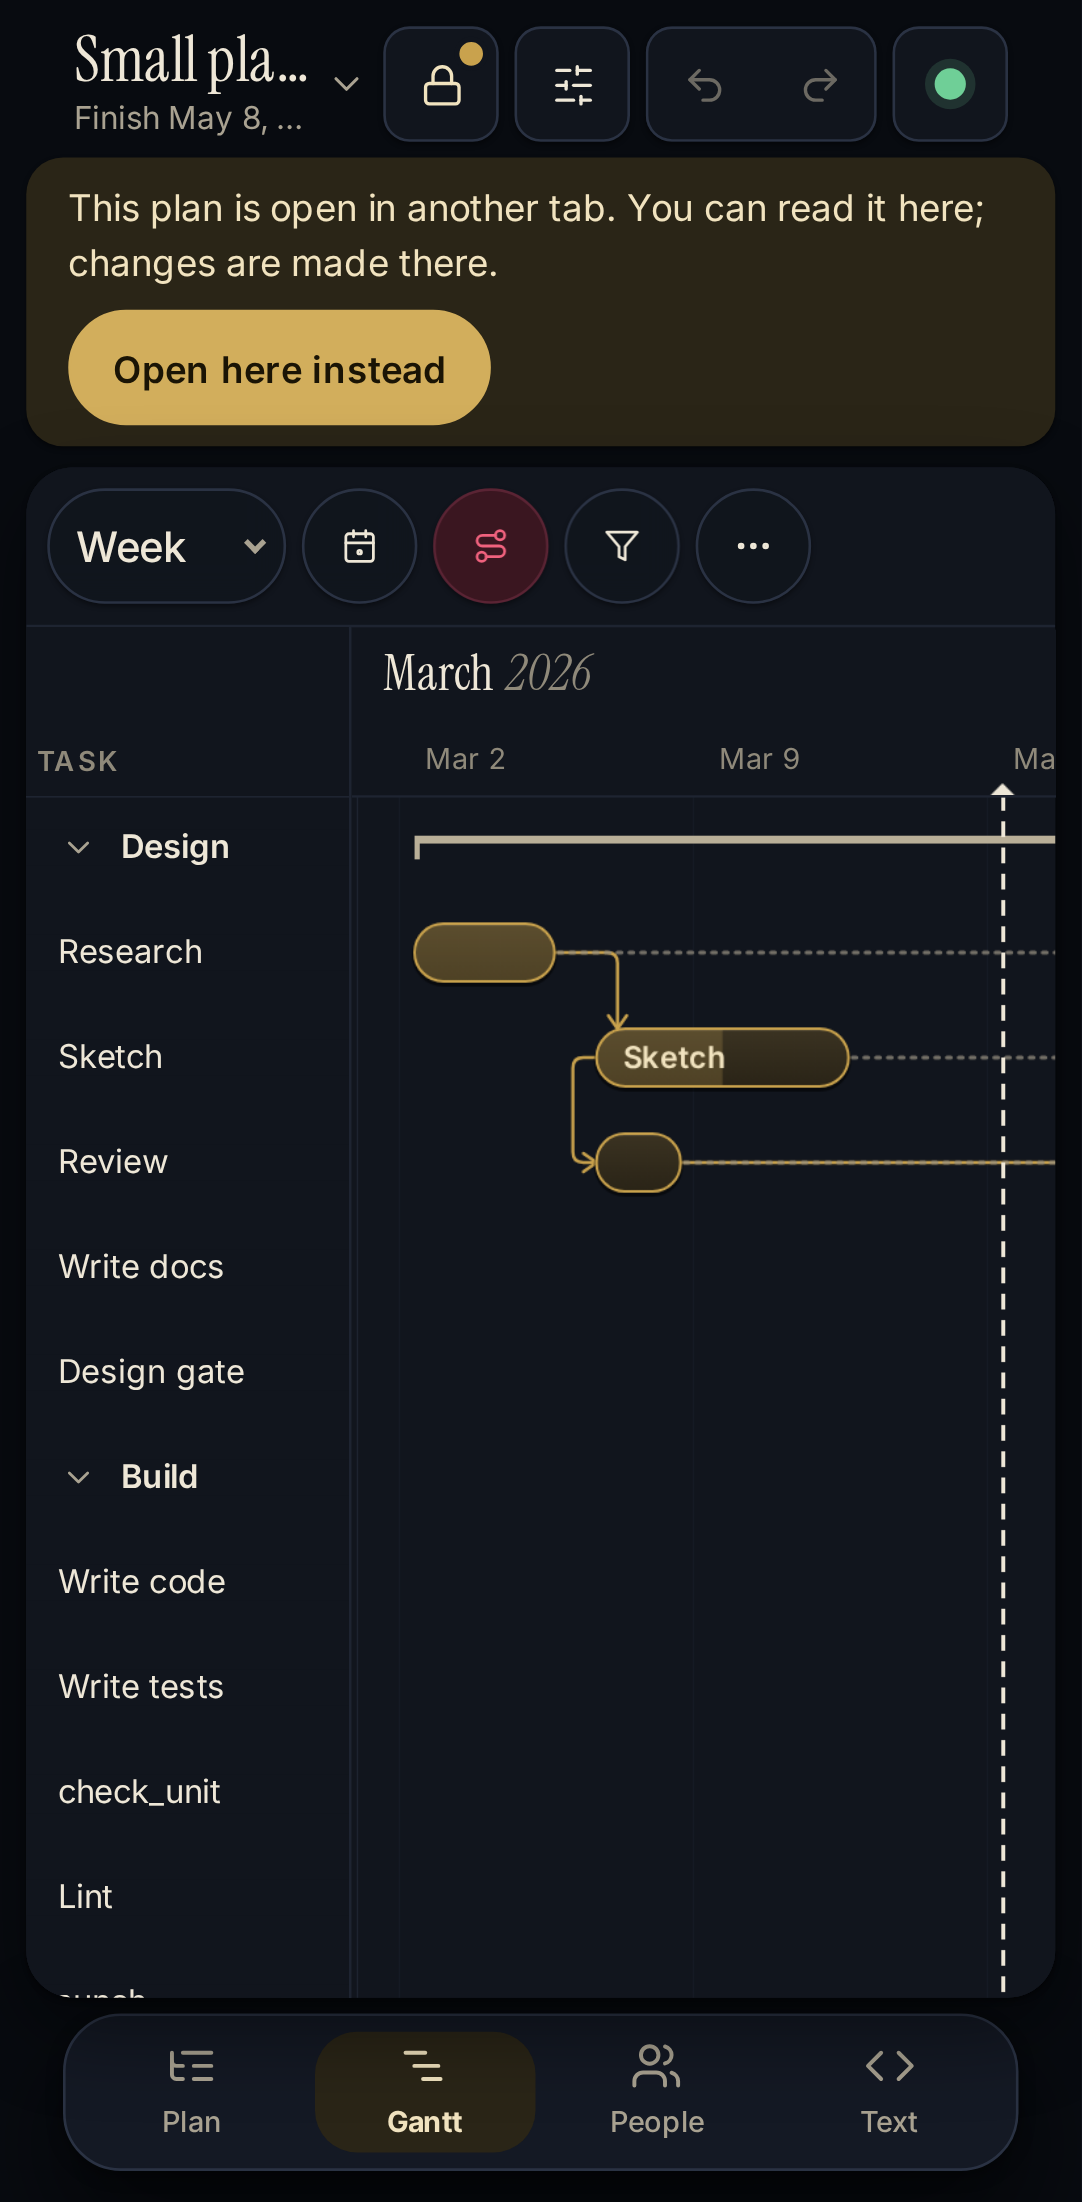 Small pla...
Finish May 8, ...
This plan is open in another tab. You can read it here;
changes are made there.
Open here instead
Week
March 2026
TASK
Mar 2
Mar 9
Ma
Design
Research
Sketch
Sketch
Review
Write docs
Design gate
Build
Write code
Write tests
check_unit
Lint
Plan
Gantt
People
Text